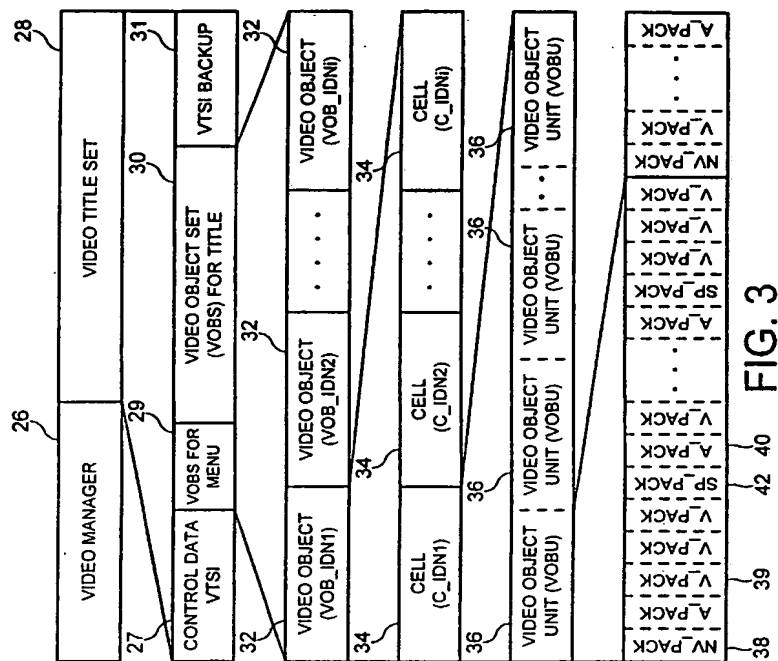 26
28
VIDEO MANAGER
VIDEO TITLE SET
27
29
30
31
CONTROL DATA
VTSI
VOBS FOR
MENU
VIDEO OBJECT SET
(VOBS) FOR TITLE
VTSI BACKUP
32
32
32
VIDEO OBJECT
(VOB_IDN1)
VIDEO OBJECT
(VOB_IDN2)
. . . .
VIDEO OBJECT
(VOB_IDNi)
34
34
34
CELL
(C_IDN1)
CELL
(C_IDN2)
. . . .
CELL
(C_IDNi)
36
36
36
36
VIDEO OBJECT
UNIT (VOBU)
VIDEO OBJECT
UNIT (VOBU)
VIDEO OBJECT
UNIT (VOBU)
. . .
VIDEO OBJECT
UNIT (VOBU)
NV_PACK
A_PACK
V_PACK
V_PACK
V_PACK
SP_PACK
A_PACK
V_PACK
. . .
A_PACK
SP_PACK
V_PACK
V_PACK
V_PACK
NV_PACK
V_PACK
. . .
A_PACK
38
39
42
40
FIG. 3